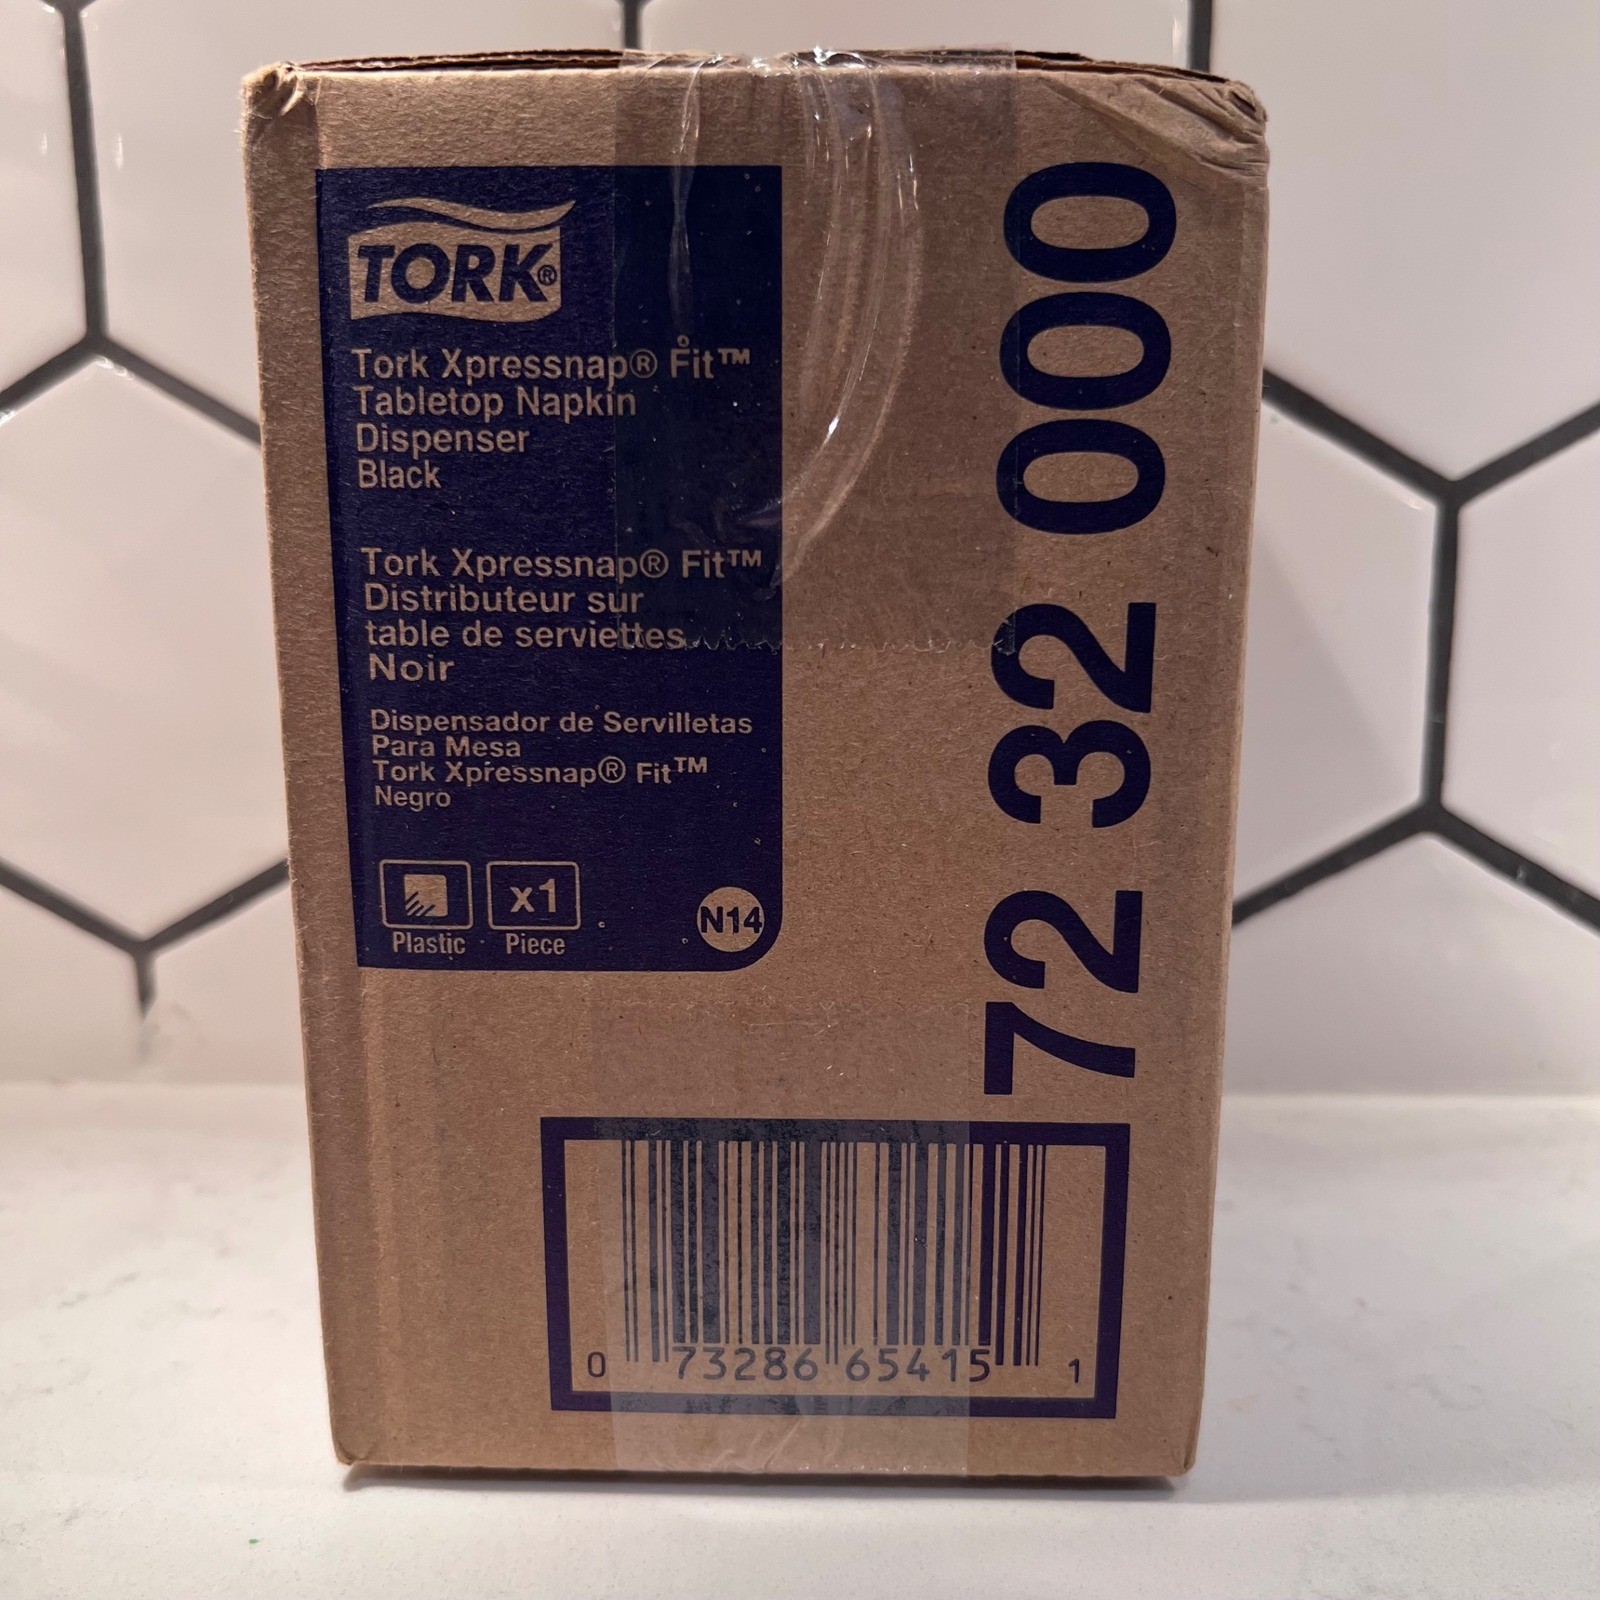 TORK®
Tork Xpressnap® Fit™
Tabletop Napkin
Dispenser
Black
Tork Xpressnap® Fit™
Distributeur sur
table de serviettes
Noir
Dispensador de Servilletas
Para Mesa
Tork Xpressnap® Fit™
Negro
x1
Plastic Piece
N14
72 32 000
0 73286 65415 1